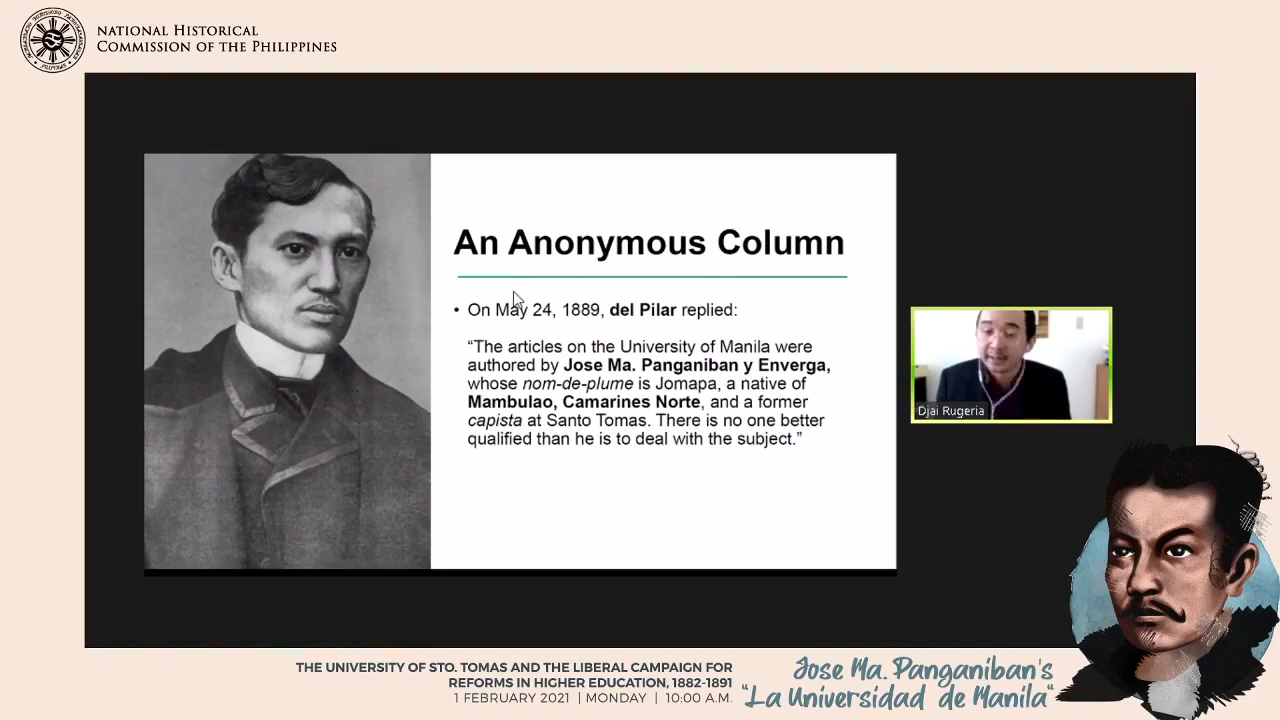 NATIONAL HISTORICAL
COMMISSION OF THE PHILIPPINES
An Anonymous Column
• On May 24, 1889, del Pilar replied:
“The articles on the University of Manila were
authored by Jose Ma. Panganiban y Enverga,
whose nom-de-plume is Jomapa, a native of
Mambulao, Camarines Norte, and a former
capista at Santo Tomas. There is no one better
qualified than he is to deal with the subject.”
Djai Rugeria
THE UNIVERSITY OF STO. TOMAS AND THE LIBERAL CAMPAIGN FOR
REFORMS IN HIGHER EDUCATION, 1882-1891
1 FEBRUARY 2021 | MONDAY | 10:00 A.M.
Jose Ma. Panganiban's
"La Universidad de Manila"